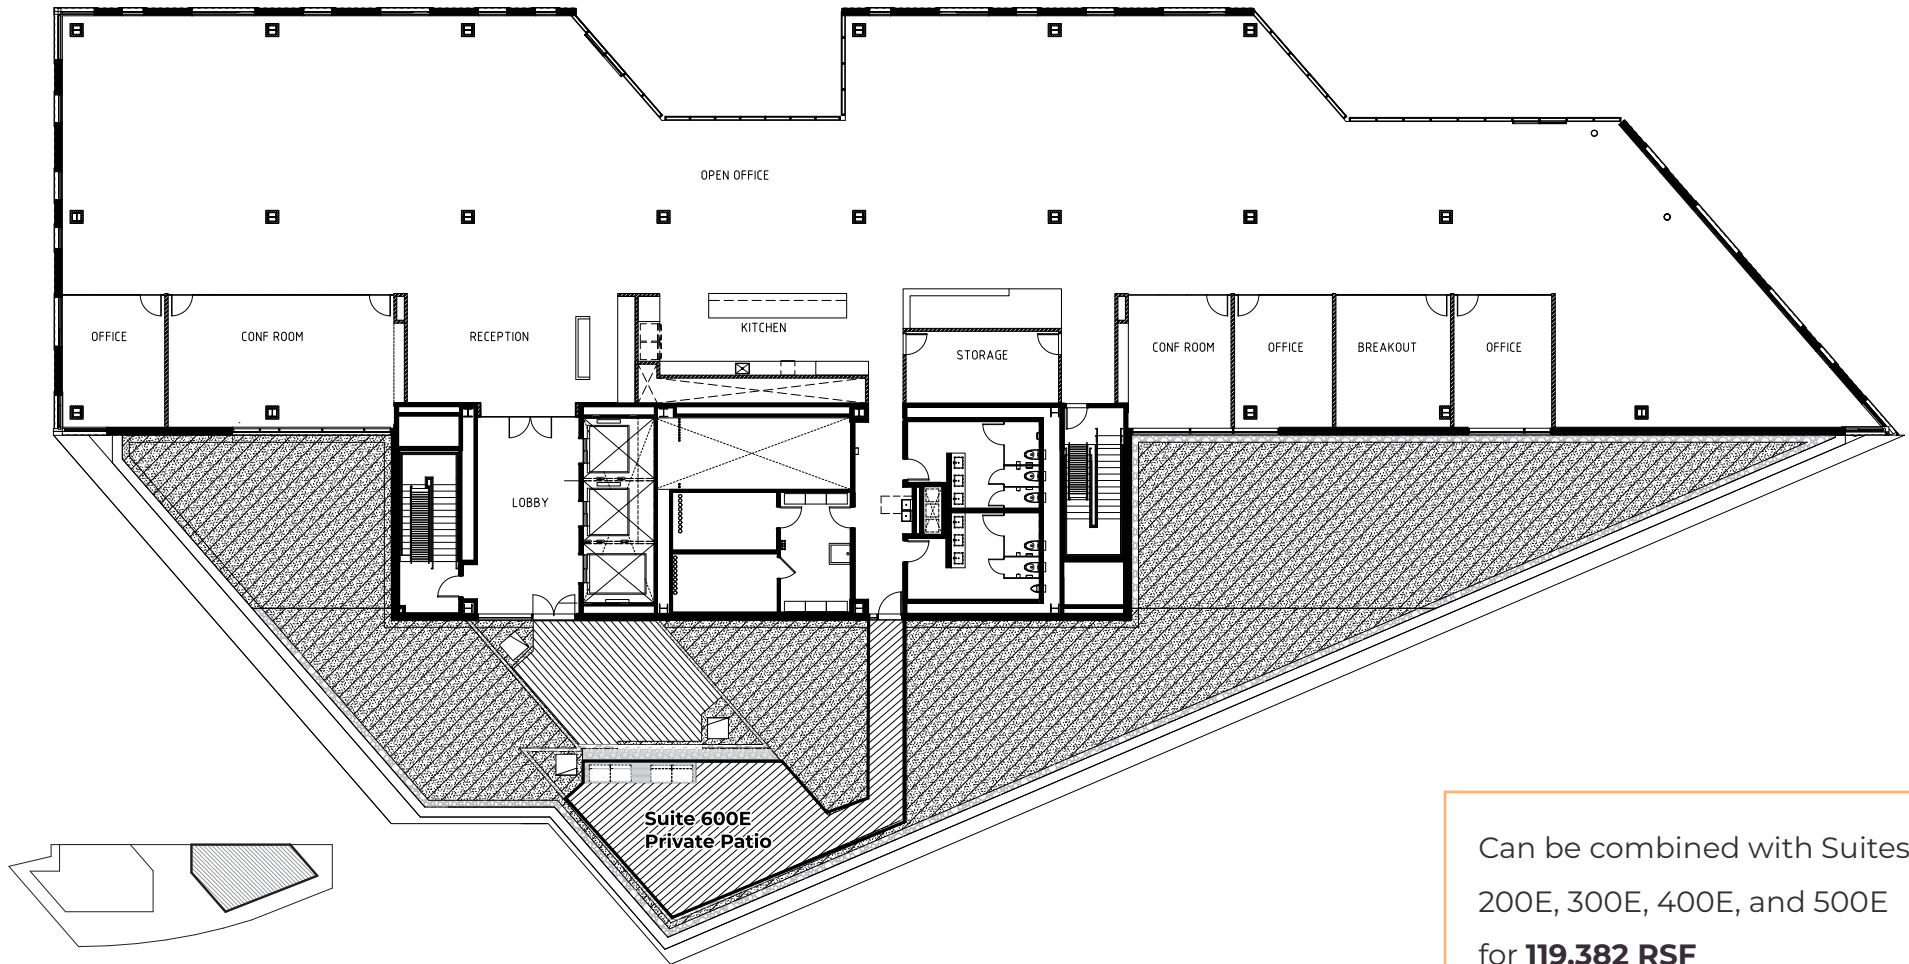 OPEN OFFICE
OFFICE
CONF ROOM
RECEPTION
KITCHEN
STORAGE
CONF ROOM
OFFICE
BREAKOUT
OFFICE
LOBBY
Suite 600E
Private Patio
Can be combined with Suites
200E, 300E, 400E, and 500E
for 119,382 RSF